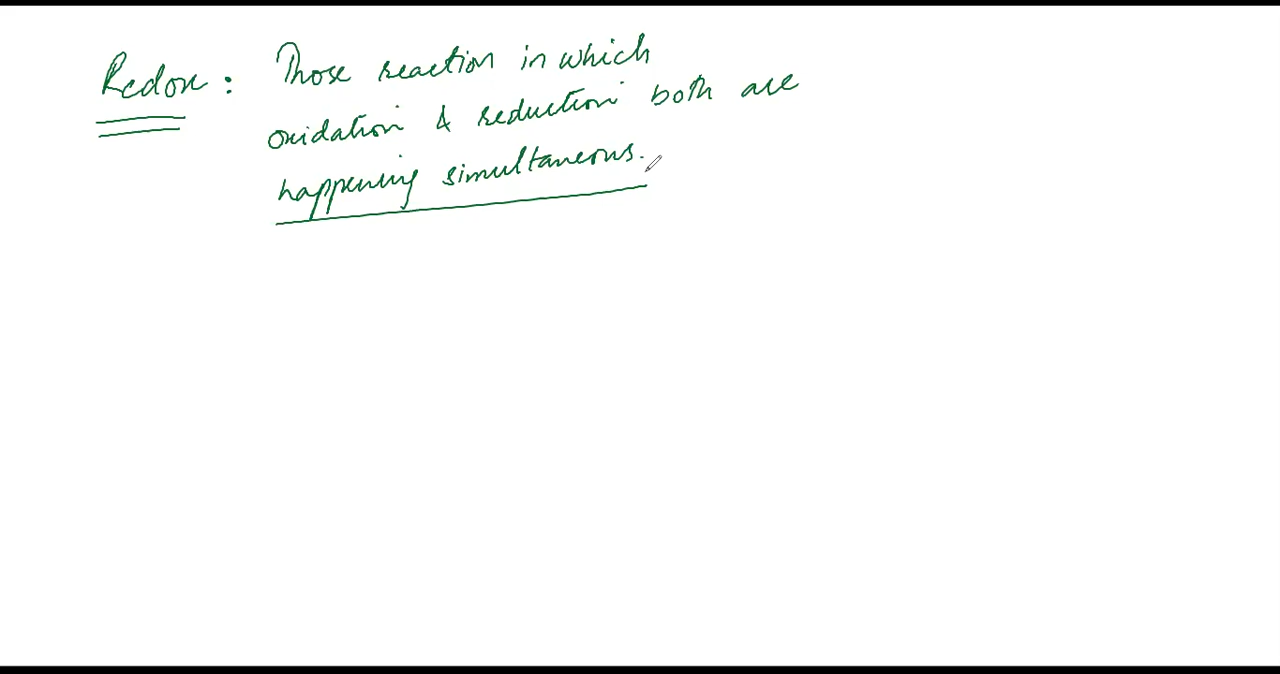 Redox : Those reaction in which
oxidation & reduction both are
happening simultaneous.